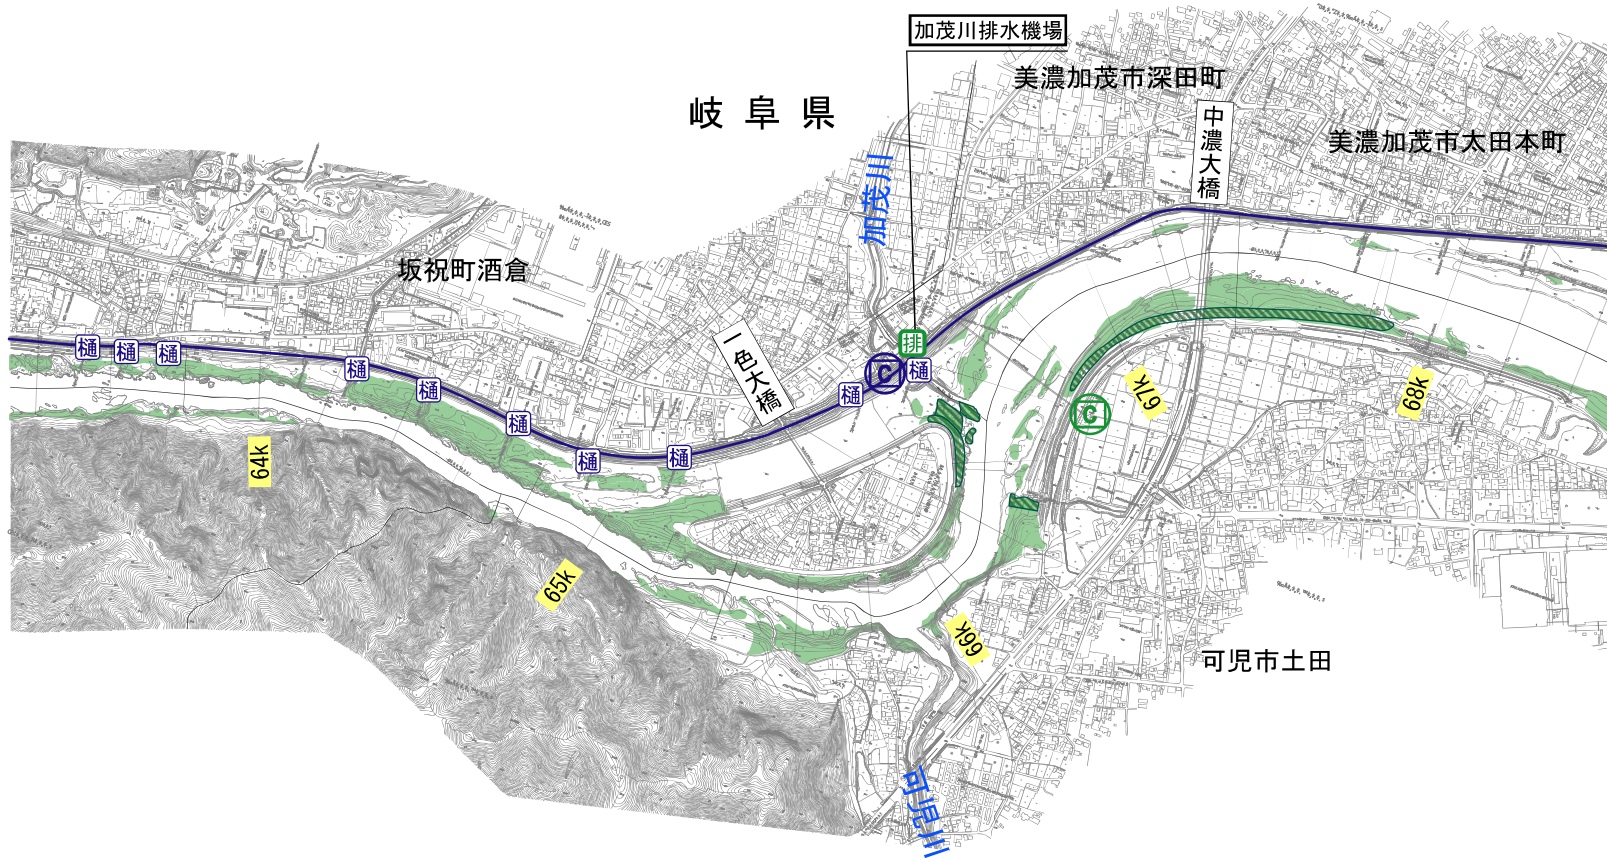 加茂川排水機場
美濃加茂市深田町
岐阜県
中濃大橋
美濃加茂市太田本町
加茂川
坂祝町酒倉
一色大橋
排
樋
樋
樋
樋
樋
樋
樋
樋
樋
樋
C
C
64k
65k
66k
67k
68k
可児市土田
可児川